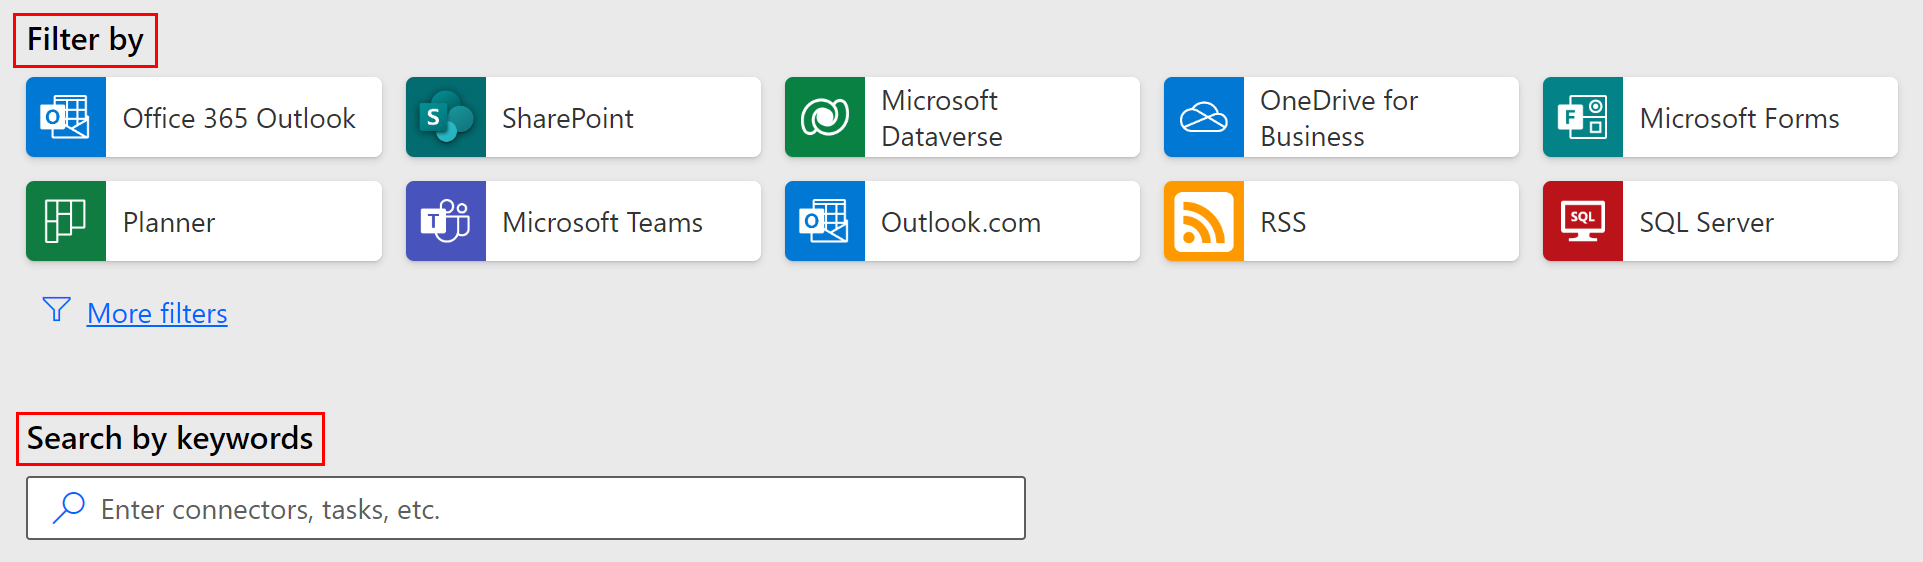 Filter by
Office 365 Outlook
SharePoint
Microsoft
Dataverse
OneDrive for
Business
Microsoft Forms
Planner
Microsoft Teams
Outlook.com
RSS
SQL Server
More filters
Search by keywords
Enter connectors, tasks, etc.